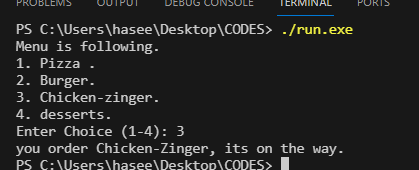 PROBLEMS OUTPUT DEBUG CONSOLE TERMINAL PORTS
PS C:\Users\hasee\Desktop\CODES> ./run.exe
Menu is following.
1. Pizza .
2. Burger.
3. Chicken-zinger.
4. desserts.
Enter Choice (1-4): 3
you order Chicken-Zinger, its on the way.
PS C:\Users\hasee\Desktop\CODES>